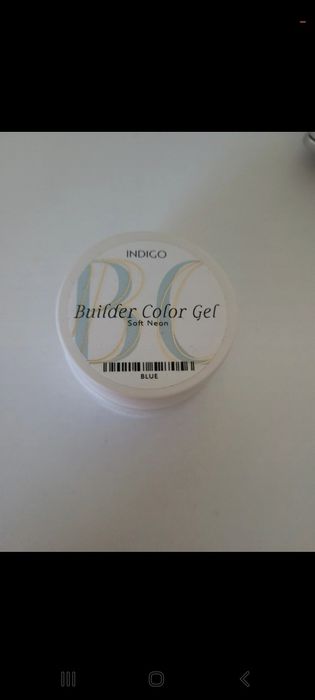 INDIGO
BC
Builder Color Gel
Soft Neon
BLUE